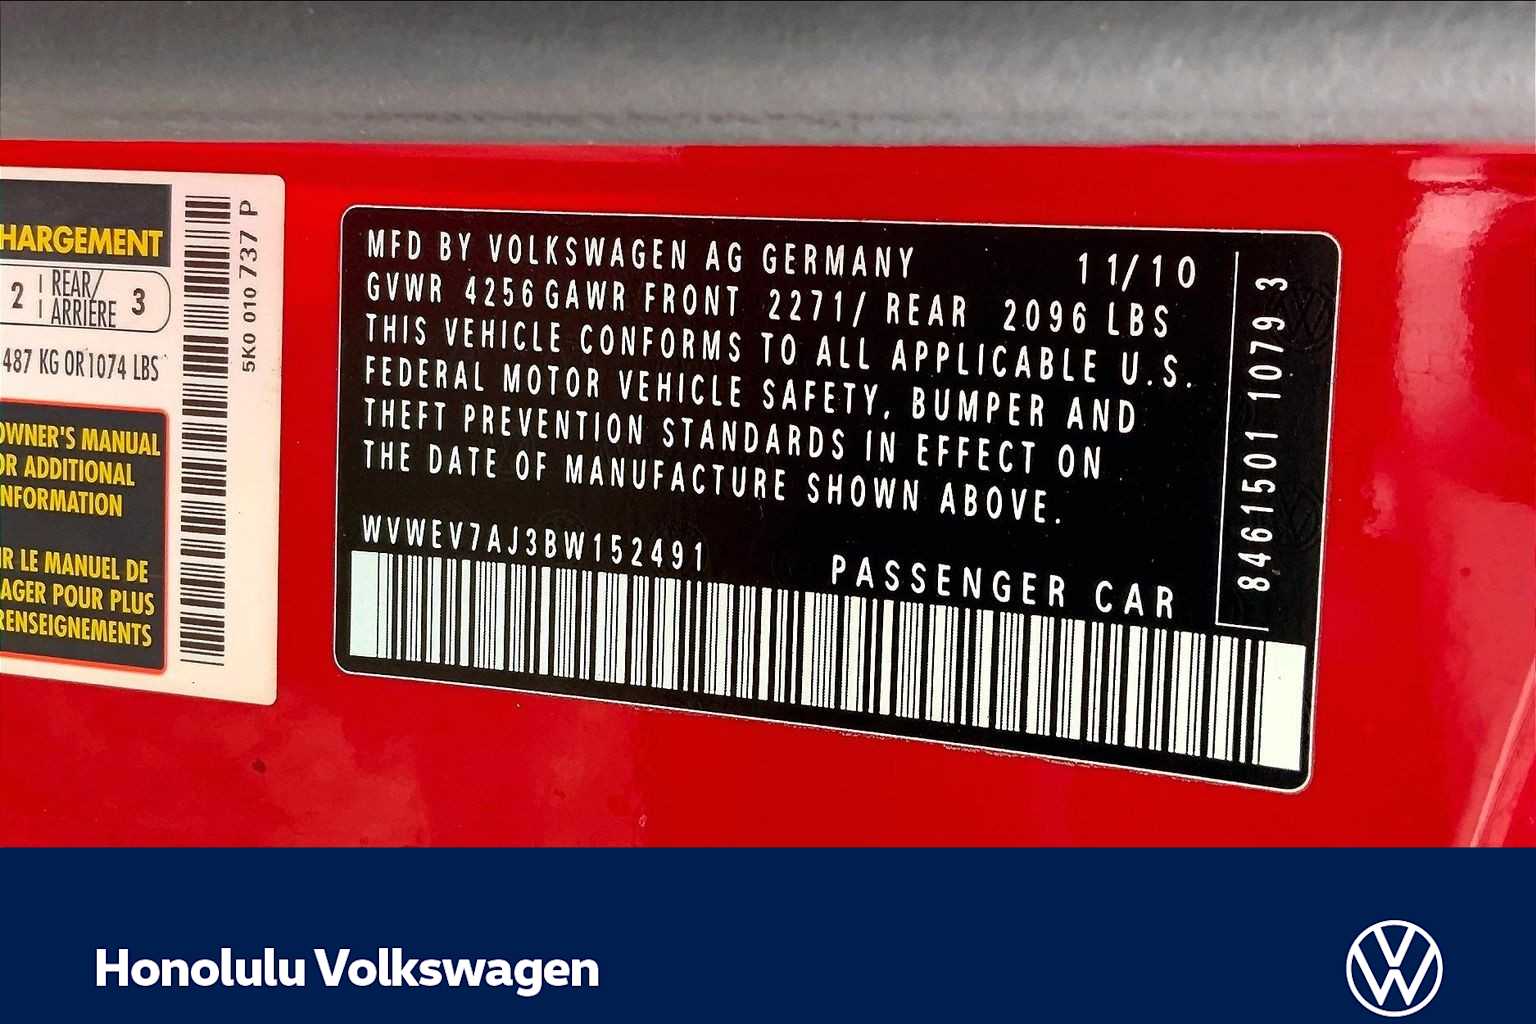 HARGEMENT
2 REAR/ ARRIÈRE 3
487 KG OR 1074 LBS
OWNER'S MANUAL
OR ADDITIONAL
NFORMATION
IR LE MANUEL DE
AGER POUR PLUS
RENSEIGNEMENTS
5K0 010 737 P
MFD BY VOLKSWAGEN AG GERMANY 11/10
GVWR 4256 GAWR FRONT 2271/ REAR 2096 LBS
THIS VEHICLE CONFORMS TO ALL APPLICABLE U.S.
FEDERAL MOTOR VEHICLE SAFETY, BUMPER AND
THEFT PREVENTION STANDARDS IN EFFECT ON
THE DATE OF MANUFACTURE SHOWN ABOVE.
WVWEV7AJ3BW152491 PASSENGER CAR
8461501 1079 3
Honolulu Volkswagen